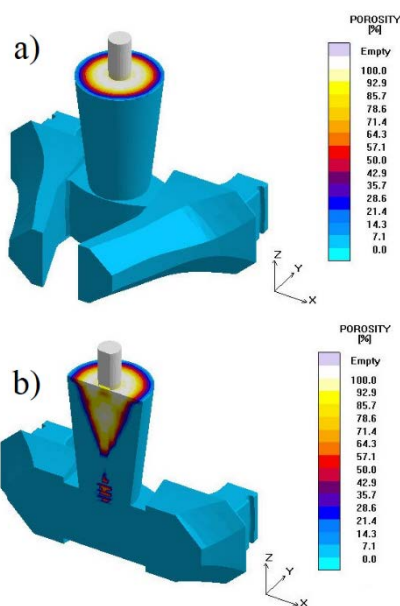 a)
POROSITY
[%]
Empty
100.0
92.9
85.7
78.6
71.4
64.3
57.1
50.0
42.9
35.7
28.6
21.4
14.3
7.1
0.0
Z
Y
X
b)
POROSITY
[%]
Empty
100.0
92.9
85.7
78.6
71.4
64.3
57.1
50.0
42.9
35.7
28.6
21.4
14.3
7.1
0.0
Z
Y
X